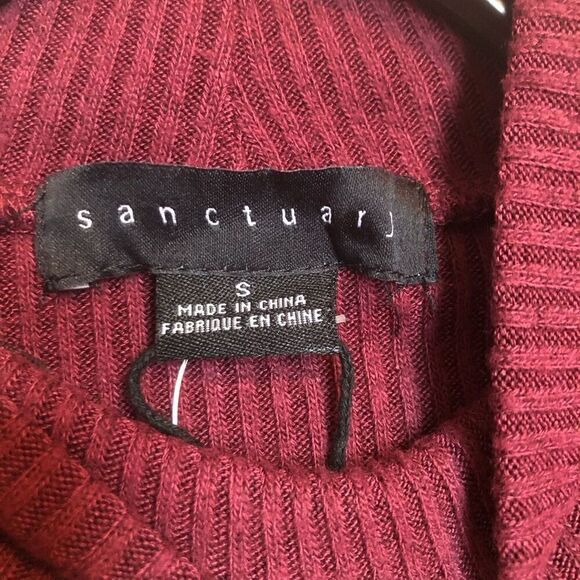 sanctuary
S
MADE IN CHINA
FABRIQUE EN CHINE